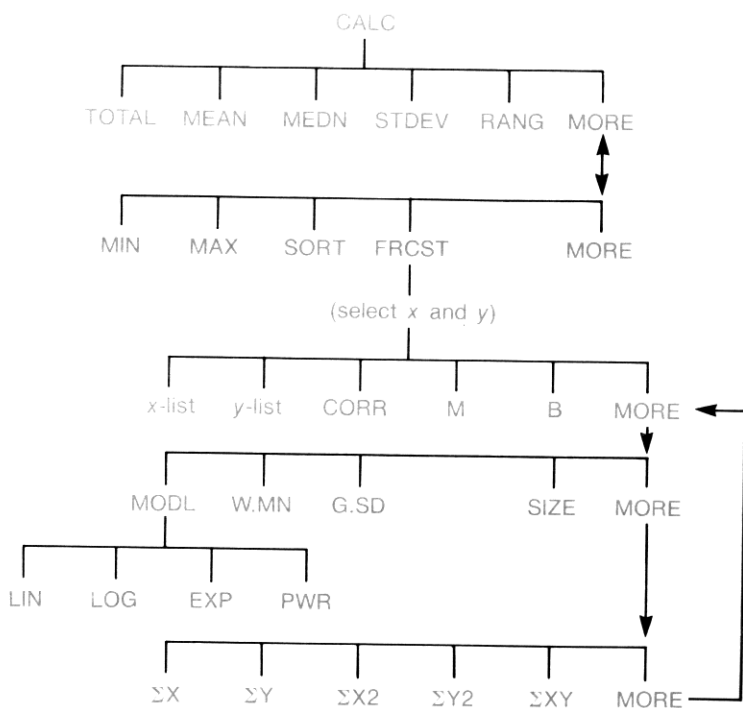 CALC
TOTAL MEAN MEDN STDEV RANG MORE
MIN MAX SORT FRCST MORE
(select x and y)
x-list y-list CORR M B MORE
MODL W.MN G.SD SIZE MORE
LIN LOG EXP PWR
ΣX ΣY ΣX2 ΣY2 ΣXY MORE